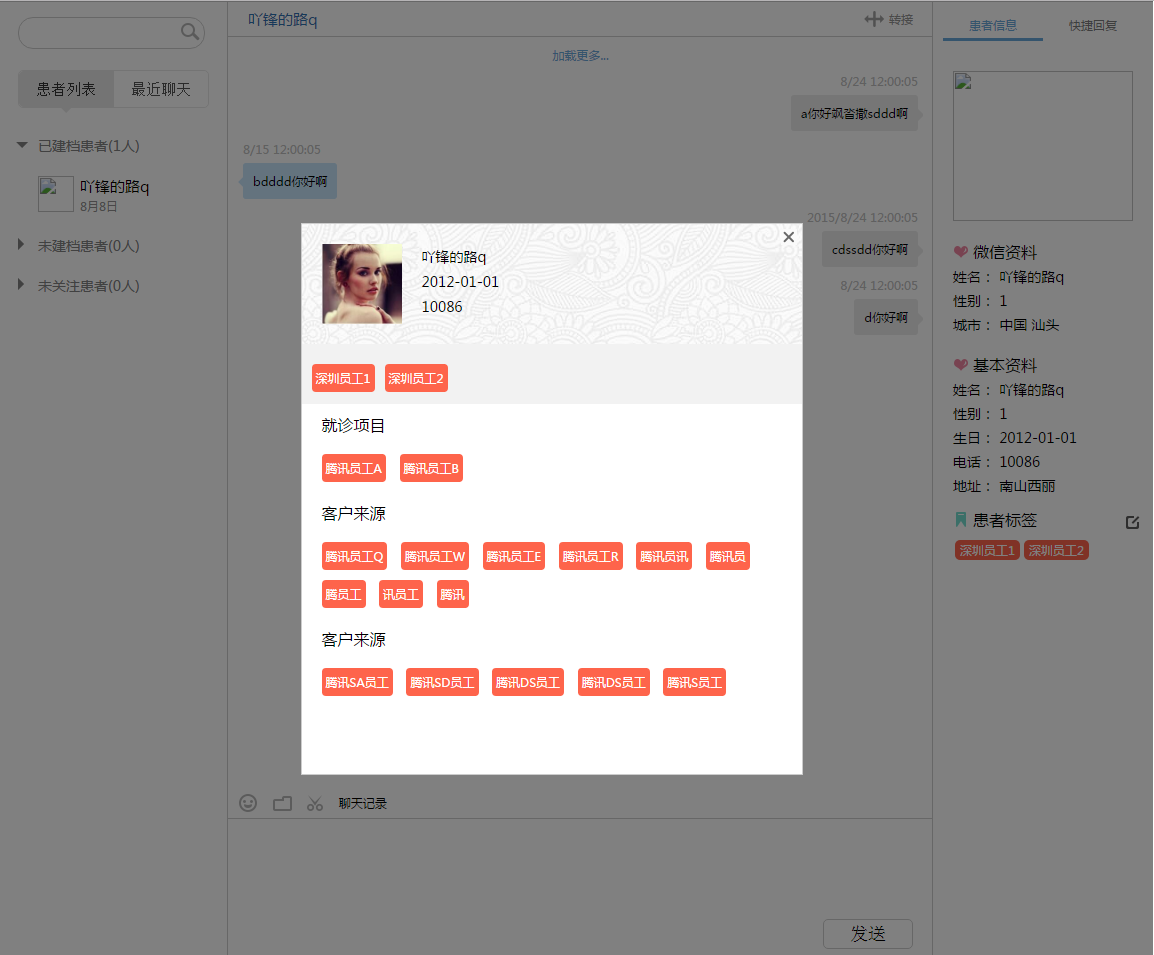 患者列表
最近聊天
已建档患者(1人)
吖锋的路q
8月8日
未建档患者(0人)
未关注患者(0人)
吖锋的路q
转接
加载更多...
8/24 12:00:05
a你好飒沓撒sddd啊
8/15 12:00:05
bdddd你好啊
2015/8/24 12:00:05
cdssdd你好啊
8/24 12:00:05
d你好啊
吖锋的路q
2012-01-01
10086
深圳员工1 深圳员工2
就诊项目
腾讯员工A 腾讯员工B
客户来源
腾讯员工Q 腾讯员工W 腾讯员工E 腾讯员工R 腾讯员讯 腾讯员
腾员工 讯员工 腾讯
客户来源
腾讯SA员工 腾讯SD员工 腾讯DS员工 腾讯DS员工 腾讯S员工
聊天记录
发送
患者信息
快捷回复
微信资料
姓名： 吖锋的路q
性别： 1
城市： 中国 汕头
基本资料
姓名： 吖锋的路q
性别： 1
生日： 2012-01-01
电话： 10086
地址： 南山西丽
患者标签
深圳员工1 深圳员工2